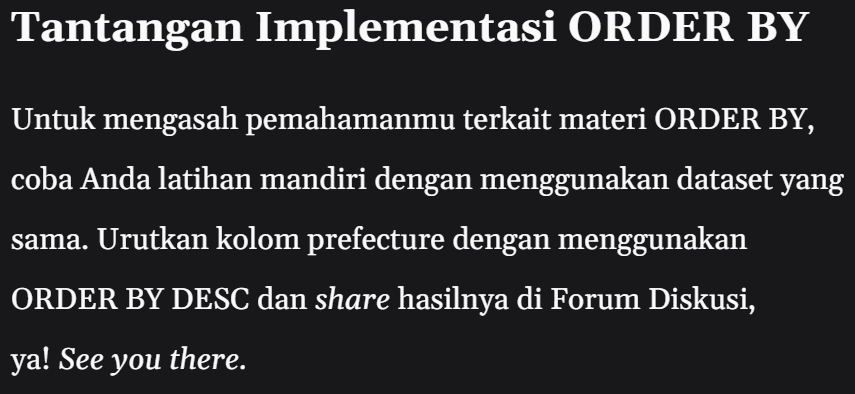 Tantangan Implementasi ORDER BY
Untuk mengasah pemahamanmu terkait materi ORDER BY,
coba Anda latihan mandiri dengan menggunakan dataset yang
sama. Urutkan kolom prefecture dengan menggunakan
ORDER BY DESC dan share hasilnya di Forum Diskusi,
ya! See you there.